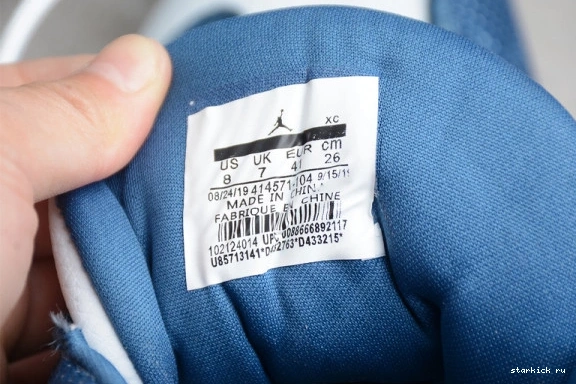 XC
US UK EUR cm
8 7 41 26
08/24/19 414571-104 9/15/19
MADE IN CHINA
FABRIQUE EN CHINE
102124014 UPC 0088666892117
U85713141*D432763*D433215*
starkick.ru